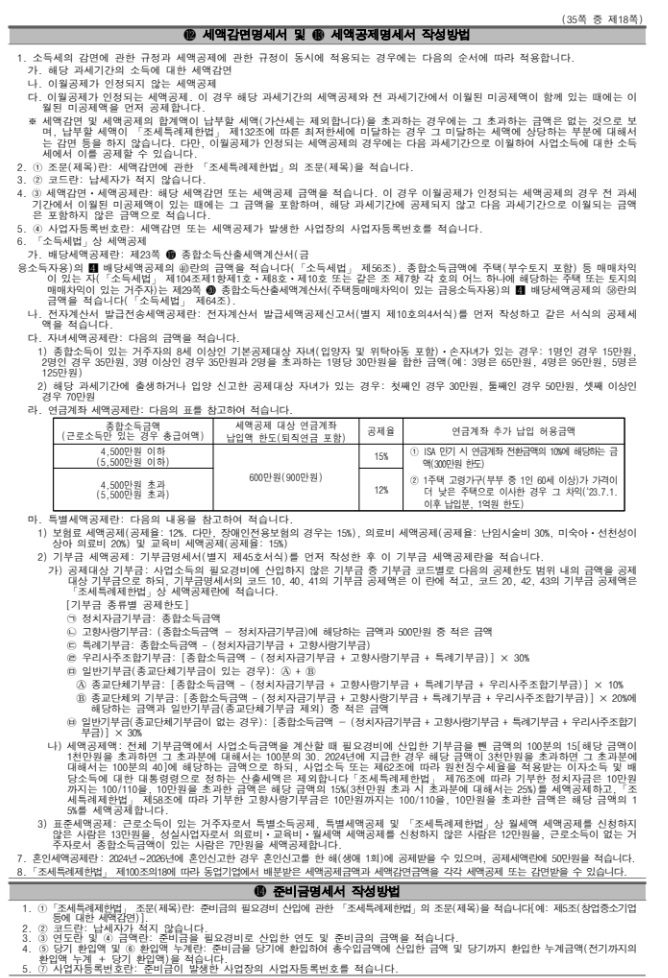 (35쪽 중 제18쪽)
⓬ 세액감면명세서 및 ⓭ 세액공제명세서 작성방법
1. 소득세의 감면에 관한 규정과 세액공제에 관한 규정이 동시에 적용되는 경우에는 다음의 순서에 따라 적용합니다.
가. 해당 과세기간의 소득에 대한 세액감면
나. 이월공제가 인정되지 않는 세액공제
다. 이월공제가 인정되는 세액공제. 이 경우 해당 과세기간의 세액공제와 전 과세기간에서 이월된 미공제액이 함께 있는 때에는 이
월된 미공제액을 먼저 공제합니다.
※ 세액감면 및 세액공제의 합계액이 납부할 세액(가산세는 제외합니다)을 초과하는 경우에는 그 초과하는 금액은 없는 것으로 보
며, 납부할 세액이 「조세특례제한법」 제132조에 따른 최저한세에 미달하는 경우 그 미달하는 세액에 상당하는 부분에 대해서
는 감면 등을 하지 않습니다. 다만, 이월공제가 인정되는 세액공제의 경우에는 다음 과세기간으로 이월하여 사업소득에 대한 소득
세에서 이를 공제할 수 있습니다.
2. ① 조문(제목)란: 세액감면에 관한 「조세특례제한법」의 조문(제목)을 적습니다.
3. ② 코드란: 납세자가 적지 않습니다.
4. ③ 세액감면ㆍ세액공제란: 해당 세액감면 또는 세액공제 금액을 적습니다. 이 경우 이월공제가 인정되는 세액공제의 경우 전 과세
기간에서 이월된 미공제액이 있는 때에는 그 금액을 포함하며, 해당 과세기간에 공제되지 않고 다음 과세기간으로 이월되는 금액
은 포함하지 않은 금액으로 적습니다.
5. ④ 사업자등록번호란: 세액감면 또는 세액공제가 발생한 사업장의 사업자등록번호를 적습니다.
6. 「소득세법」상 세액공제
가. 배당세액공제란: 제23쪽 ⓱ 종합소득산출세액계산서(금
융소득자용)의 4 배당세액공제의 란의 금액을 적습니다(「소득세법」 제56조). 종합소득금액에 주택(부수토지 포함) 등 매매차익
이 있는 자(「소득세법」 제104조제1항제1호ㆍ제8호ㆍ제10호 또는 같은 조 제7항 각 호의 어느 하나에 해당하는 주택 또는 토지의
매매차익이 있는 거주자)는 제29쪽 종합소득산출세액계산서(주택등매매차익이 있는 금융소득자용)의 4 배당세액공제의 란의
금액을 적습니다(「소득세법」 제64조).
나. 전자계산서 발급전송세액공제란: 전자계산서 발급세액공제신고서(별지 제10호의4서식)를 먼저 작성하고 같은 서식의 공제세
액을 적습니다.
다. 자녀세액공제란: 다음의 금액을 적습니다.
1) 종합소득이 있는 거주자의 8세 이상인 기본공제대상 자녀(입양자 및 위탁아동 포함)ㆍ손자녀가 있는 경우: 1명인 경우 15만원,
2명인 경우 35만원, 3명 이상인 경우 35만원과 2명을 초과하는 1명당 30만원을 합한 금액(예: 3명은 65만원, 4명은 95만원, 5명은
125만원)
2) 해당 과세기간에 출생하거나 입양 신고한 공제대상 자녀가 있는 경우: 첫째인 경우 30만원, 둘째인 경우 50만원, 셋째 이상인
경우 70만원
라. 연금계좌 세액공제란: 다음의 표를 참고하여 적습니다.
종합소득금액
(근로소득만 있는 경우 총급여액)
세액공제 대상 연금계좌
납입액 한도(퇴직연금 포함)
공제율
연금계좌 추가 납입 허용금액
4,500만원 이하
(5,500만원 이하)
600만원(900만원)
15%
① ISA 만기 시 연금계좌 전환금액의 10%에 해당하는 금
액(300만원 한도)
4,500만원 초과
(5,500만원 초과)
12%
② 1주택 고령가구(부부 중 1인 60세 이상)가 가격이
더 낮은 주택으로 이사한 경우 그 차익('23.7.1.
이후 납입분, 1억원 한도)
마. 특별세액공제란: 다음의 내용을 참고하여 적습니다.
1) 보험료 세액공제(공제율: 12%. 다만, 장애인전용보험의 경우는 15%), 의료비 세액공제(공제율: 난임시술비 30%, 미숙아ㆍ선천성이
상아 의료비 20%) 및 교육비 세액공제(공제율: 15%)
2) 기부금 세액공제: 기부금명세서(별지 제45호서식)를 먼저 작성한 후 이 기부금 세액공제란을 적습니다.
가) 공제대상 기부금: 사업소득의 필요경비에 산입하지 않은 기부금 중 기부금 코드별로 다음의 공제한도 범위 내의 금액을 공제
대상 기부금으로 하되, 기부금명세서의 코드 10, 40, 41의 기부금 공제액은 이 란에 적고, 코드 20, 42, 43의 기부금 공제액은
「조세특례제한법」상 세액공제란에 적습니다.
[기부금 종류별 공제한도]
㉠ 정치자금기부금: 종합소득금액
㉡ 고향사랑기부금: (종합소득금액 － 정치자금기부금)에 해당하는 금액과 500만원 중 적은 금액
㉢ 특례기부금: 종합소득금액 － (정치자금기부금 + 고향사랑기부금)
㉣ 우리사주조합기부금: [종합소득금액 － (정치자금기부금 + 고향사랑기부금 + 특례기부금)] × 30%
㉤ 일반기부금(종교단체기부금이 있는 경우): Ⓐ + Ⓑ
Ⓐ 종교단체기부금: [종합소득금액 － (정치자금기부금 + 고향사랑기부금 + 특례기부금 + 우리사주조합기부금)] × 10%
Ⓑ 종교단체외 기부금: [종합소득금액 － (정치자금기부금 + 고향사랑기부금 + 특례기부금 + 우리사주조합기부금)] × 20%에
해당하는 금액과 일반기부금(종교단체기부금 제외) 중 적은 금액
㉥ 일반기부금(종교단체기부금이 없는 경우): [종합소득금액 － (정치자금기부금 + 고향사랑기부금 + 특례기부금 + 우리사주조합기
부금)] × 30%
나) 세액공제액: 전체 기부금액에서 사업소득금액을 계산할 때 필요경비에 산입한 기부금을 뺀 금액의 100분의 15[해당 금액이
1천만원을 초과하면 그 초과분에 대해서는 100분의 30, 2024년에 지급한 경우 해당 금액이 3천만원을 초과하면 그 초과분에
대해서는 100분의 40]에 해당하는 금액으로 하되, 사업소득 또는 제62조에 따라 원천징수세율을 적용받는 이자소득 및 배
당소득에 대한 대통령령으로 정하는 산출세액은 제외합니다「조세특례제한법」 제76조에 따라 기부한 정치자금은 10만원
까지는 100/110을, 10만원을 초과한 금액은 해당 금액의 15%(3천만원 초과 시 초과분에 대해서는 25%)를 세액공제하고, 「조
세특례제한법」 제58조에 따라 기부한 고향사랑기부금은 10만원까지는 100/110을, 10만원을 초과한 금액은 해당 금액의 1
5%를 세액공제합니다.
3) 표준세액공제: 근로소득이 있는 거주자로서 특별소득공제, 특별세액공제 및 「조세특례제한법」상 월세액 세액공제를 신청하지
않은 사람은 13만원을, 성실사업자로서 의료비ㆍ교육비ㆍ월세액 세액공제를 신청하지 않은 사람은 12만원을, 근로소득이 없는 거
주자로서 종합소득금액이 있는 사람은 7만원을 세액공제합니다.
7. 혼인세액공제란: 2024년~2026년에 혼인신고한 경우 혼인신고를 한 해(생애 1회)에 공제받을 수 있으며, 공제세액란에 50만원을 적습니다.
8. 「조세특례제한법」 제100조의18에 따라 동업기업에서 배분받은 세액공제금액과 세액감면금액을 각각 세액공제 또는 감면받을 수 있습니다.
⓮ 준비금명세서 작성방법
1. ① 「조세특례제한법」 조문(제목)란: 준비금의 필요경비 산입에 관한 「조세특례제한법」의 조문(제목)을 적습니다[예: 제5조(창업중소기업
등에 대한 세액감면)].
2. ② 코드란: 납세자가 적지 않습니다.
3. ③ 연도란 및 ④ 금액란: 준비금을 필요경비로 산입한 연도 및 준비금의 금액을 적습니다.
4. ⑤ 당기 환입액 및 ⑥ 환입액 누계란: 준비금을 당기에 환입하여 총수입금액에 산입한 금액 및 당기까지 환입한 누계금액(전기까지의
환입액 누계 + 당기 환입액)을 적습니다.
5. ⑦ 사업자등록번호란: 준비금이 발생한 사업장의 사업자등록번호를 적습니다.